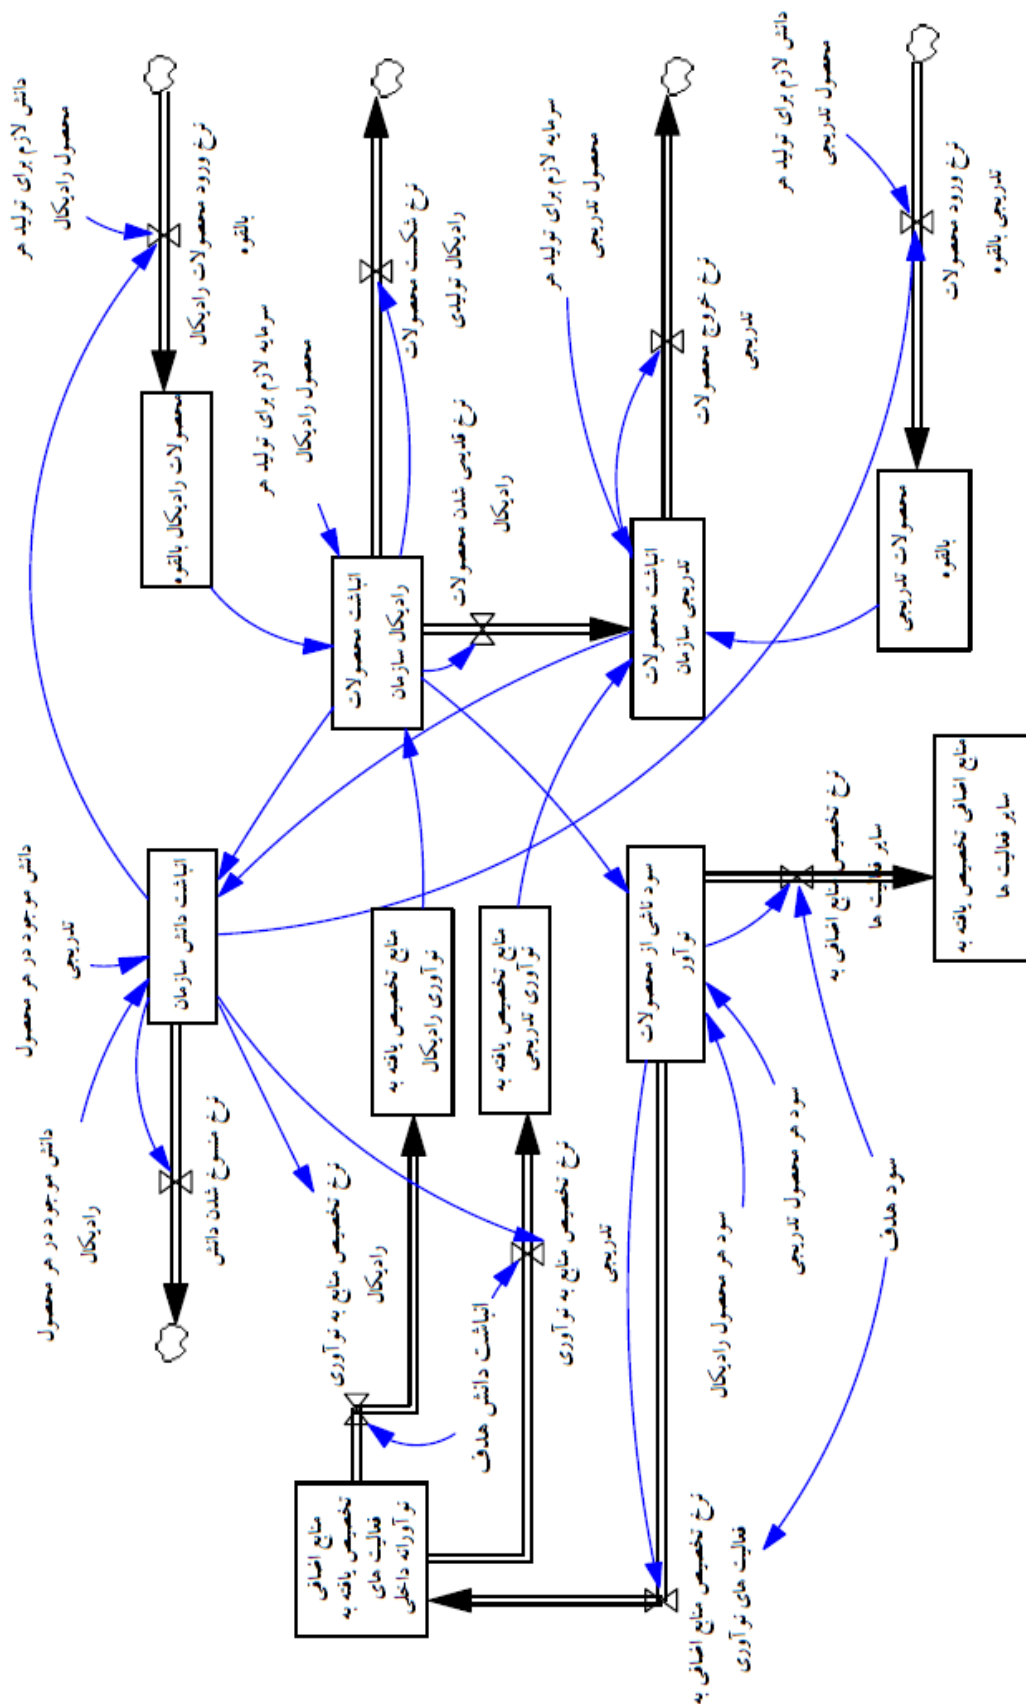 دانش لازم برای تولید هر
محصول رادیکال
نرخ ورود محصولات رادیکال
بالقوه
محصولات رادیکال بالقوه
نرخ شکست محصولات
رادیکال تولیدی
سرمایه لازم برای تولید هر
محصول رادیکال
نرخ قدیمی شدن محصولات
رادیکال
انباشت محصولات
رادیکال سازمان
سرمایه لازم برای تولید هر
محصول تدریجی
نرخ خروج محصولات
تدریجی
انباشت محصولات
تدریجی سازمان
دانش لازم برای تولید هر
محصول تدریجی
نرخ ورود محصولات
تدریجی بالقوه
محصولات تدریجی
بالقوه
دانش موجود در هر محصول
تدریجی
انباشت دانش سازمان
دانش موجود در هر محصول
رادیکال
نرخ منسوخ شدن دانش
منابع تخصیص یافته به
نوآوری رادیکال
منابع تخصیص یافته به
نوآوری تدریجی
سود ناشی از محصولات
نوآور
نرخ تخصیص منابع اضافی به
سایر فعالیت ها
منابع اضافی تخصیص یافته به
سایر فعالیت ها
نرخ تخصیص منابع به نوآوری
رادیکال
انباشت دانش هدف
نرخ تخصیص منابع به نوآوری
تدریجی
سود هر محصول رادیکال
سود هر محصول تدریجی
سود هدف
منابع اضافی
تخصیص یافته به
فعالیت های
نوآورانه داخلی
نرخ تخصیص منابع اضافی به
فعالیت های نوآوری